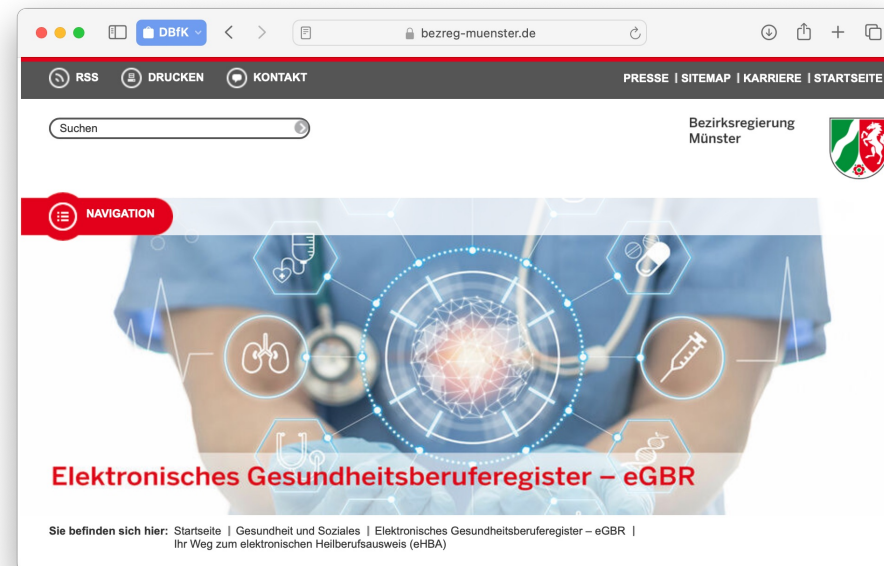 DBfK
bezreg-muenster.de
RSS
DRUCKEN
KONTAKT
PRESSE | SITEMAP | KARRIERE | STARTSEITE
Suchen
Bezirksregierung
Münster
NAVIGATION
Elektronisches Gesundheitsberuferegister – eGBR
Sie befinden sich hier: Startseite | Gesundheit und Soziales | Elektronisches Gesundheitsberuferegister – eGBR |
Ihr Weg zum elektronischen Heilberufsausweis (eHBA)